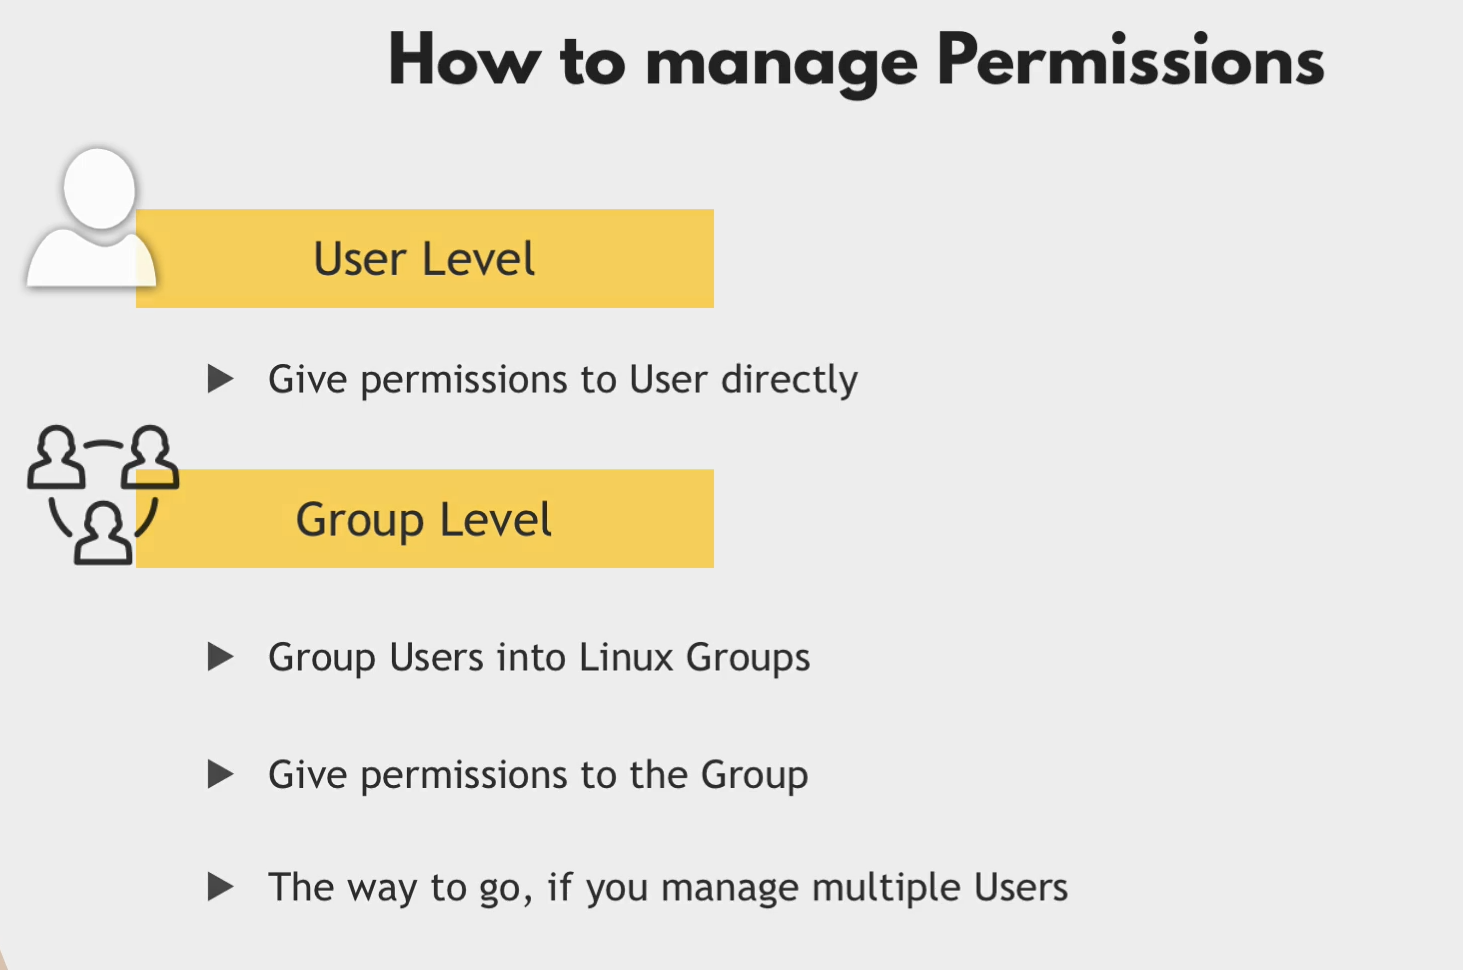 How to manage Permissions
User Level
Give permissions to User directly
Group Level
Group Users into Linux Groups
Give permissions to the Group
The way to go, if you manage multiple Users